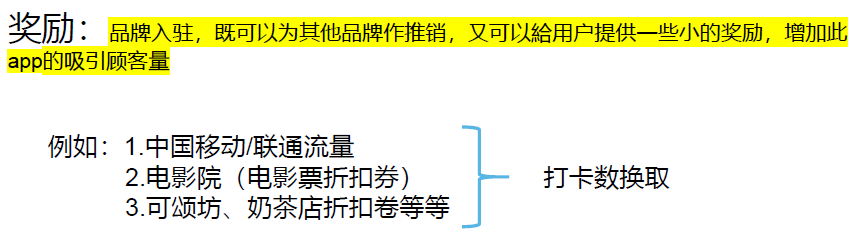 奖励：品牌入驻，既可以为其他品牌作推销，又可以給用户提供一些小的奖励，增加此
app的吸引顾客量
例如：1.中国移动/联通流量
2.电影院（电影票折扣券）
3.可颂坊、奶茶店折扣卷等等
打卡数换取